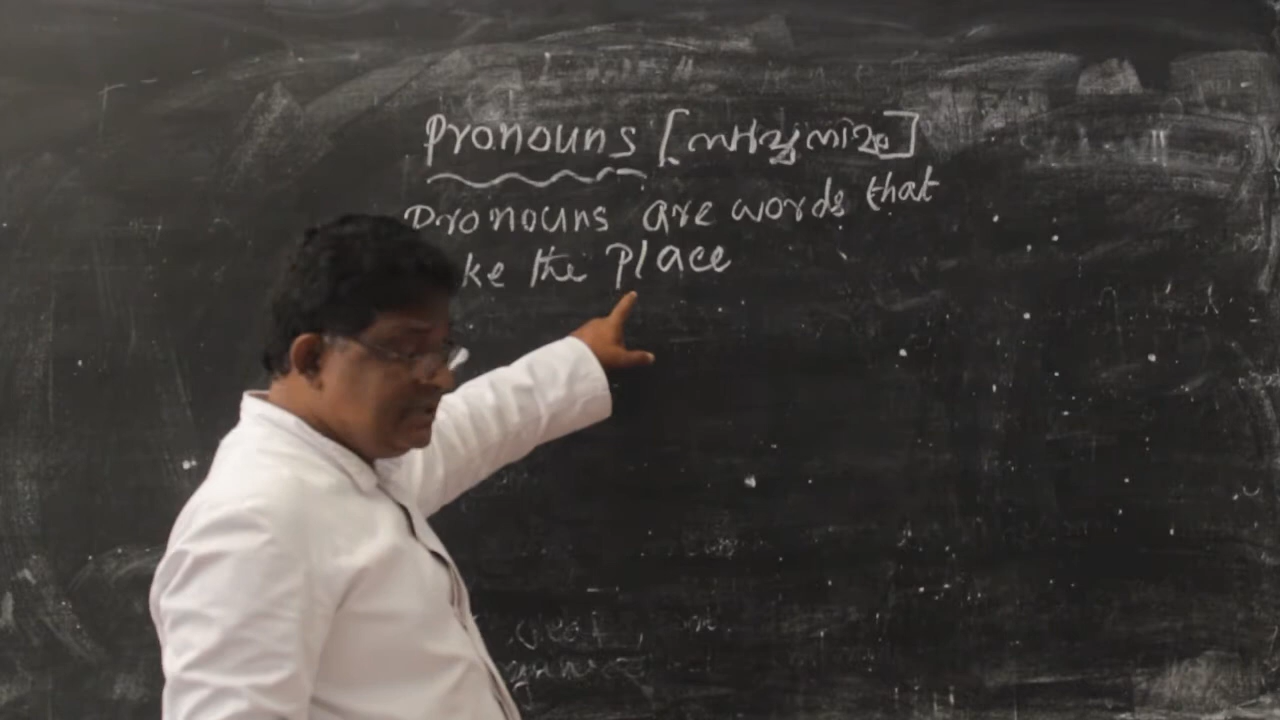 Pronouns [സർവ്വനാമം]
Pronouns are words that
ke the place